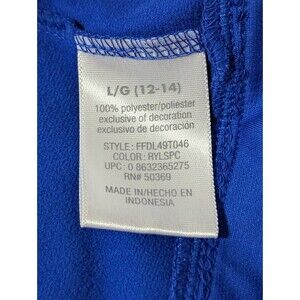 L/G (12-14)
100% polyester/poliéster
exclusive of decoration
exclusivo de decoración
STYLE: FFDL49T046
COLOR: RYLSPC
UPC: 0 8632365275
RN# 50369
MADE IN/HECHO EN
INDONESIA